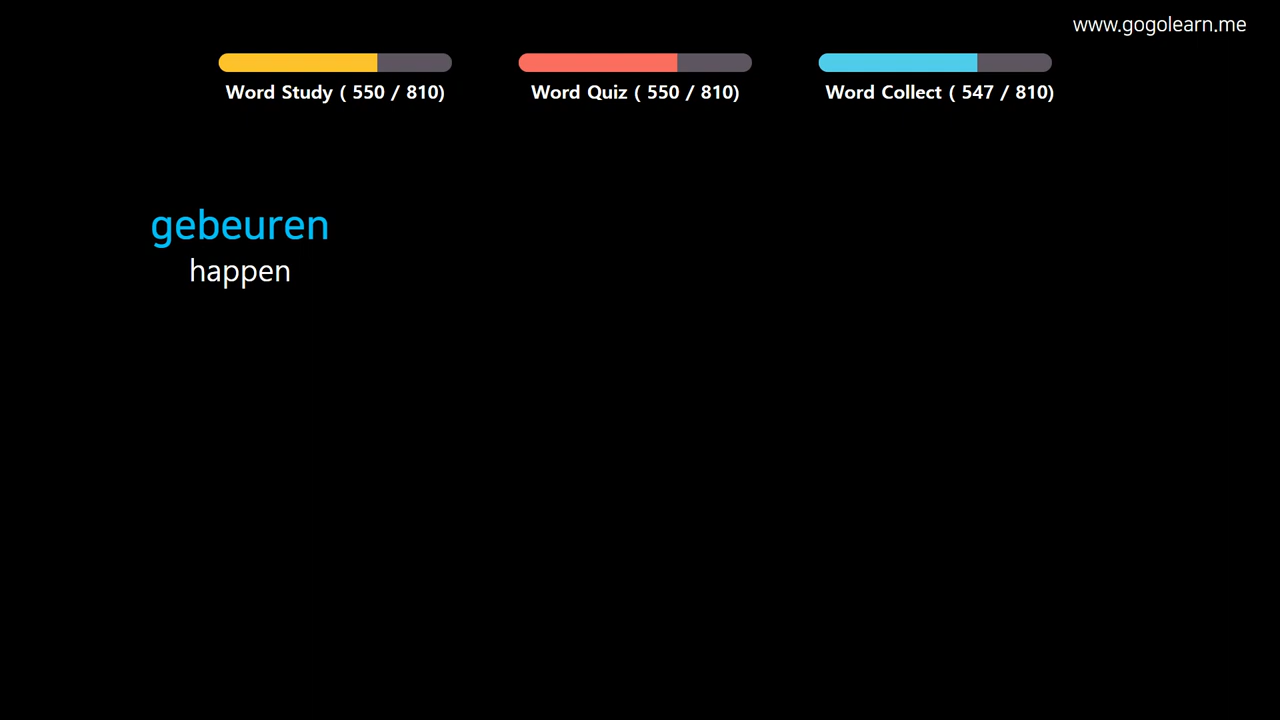 www.gogolearn.me
Word Study ( 550 / 810)
Word Quiz ( 550 / 810)
Word Collect ( 547 / 810)
gebeuren
happen